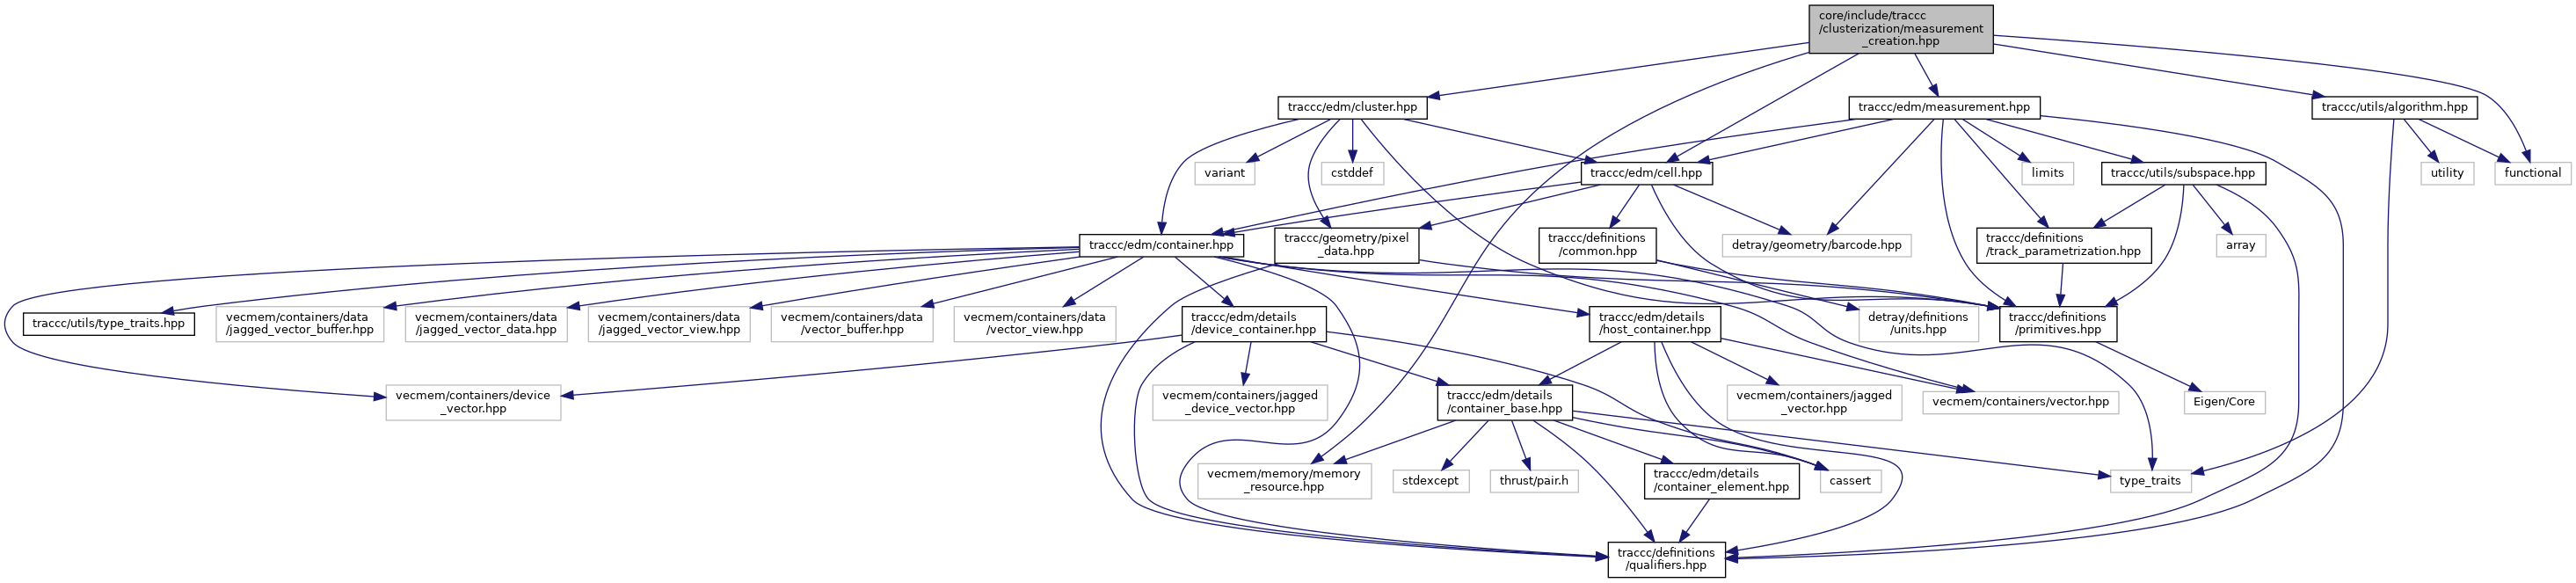 core/include/traccc
/clusterization/measurement
_creation.hpp
traccc/edm/cluster.hpp
traccc/edm/measurement.hpp
traccc/utils/algorithm.hpp
variant
cstddef
traccc/edm/cell.hpp
limits
traccc/utils/subspace.hpp
utility
functional
traccc/edm/container.hpp
traccc/geometry/pixel
_data.hpp
traccc/definitions
/common.hpp
detray/geometry/barcode.hpp
traccc/definitions
/track_parametrization.hpp
array
traccc/utils/type_traits.hpp
vecmem/containers/data
/jagged_vector_buffer.hpp
vecmem/containers/data
/jagged_vector_data.hpp
vecmem/containers/data
/jagged_vector_view.hpp
vecmem/containers/data
/vector_buffer.hpp
vecmem/containers/data
/vector_view.hpp
traccc/edm/details
/device_container.hpp
traccc/edm/details
/host_container.hpp
detray/definitions
/units.hpp
traccc/definitions
/primitives.hpp
vecmem/containers/device
_vector.hpp
vecmem/containers/jagged
_device_vector.hpp
traccc/edm/details
/container_base.hpp
vecmem/containers/jagged
_vector.hpp
vecmem/containers/vector.hpp
Eigen/Core
vecmem/memory/memory
_resource.hpp
stdexcept
thrust/pair.h
traccc/edm/details
/container_element.hpp
cassert
type_traits
traccc/definitions
/qualifiers.hpp